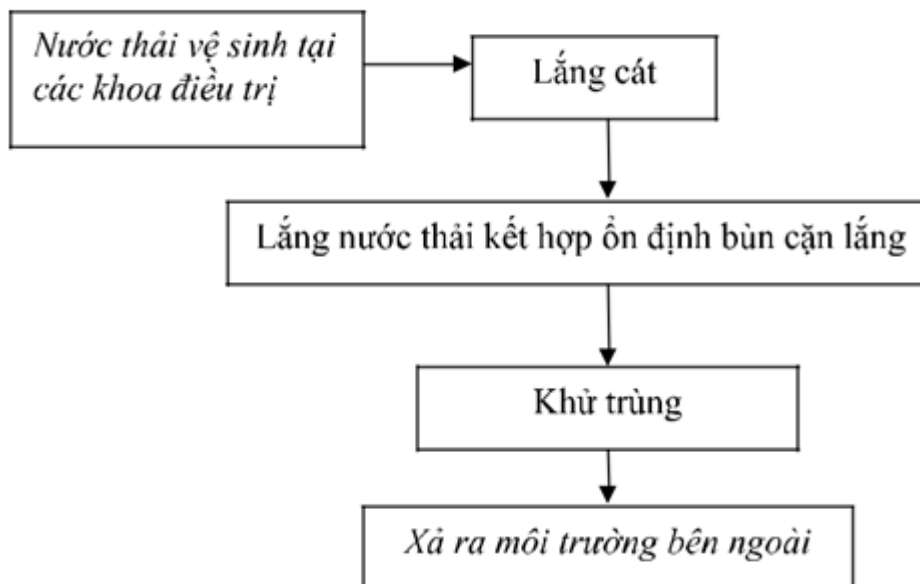 Nước thải vệ sinh tại
các khoa điều trị
Lắng cát
Lắng nước thải kết hợp ổn định bùn cặn lắng
Khử trùng
Xả ra môi trường bên ngoài